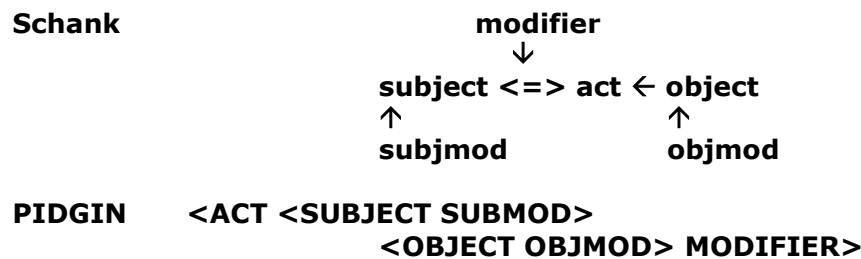 Schank modifier
↓
subject <=> act ← object
↑ ↑
subjmod objmod
PIDGIN <ACT <SUBJECT SUBMOD>
<OBJECT OBJMOD> MODIFIER>